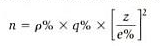 n = ρ% × q% × [z/e%]²